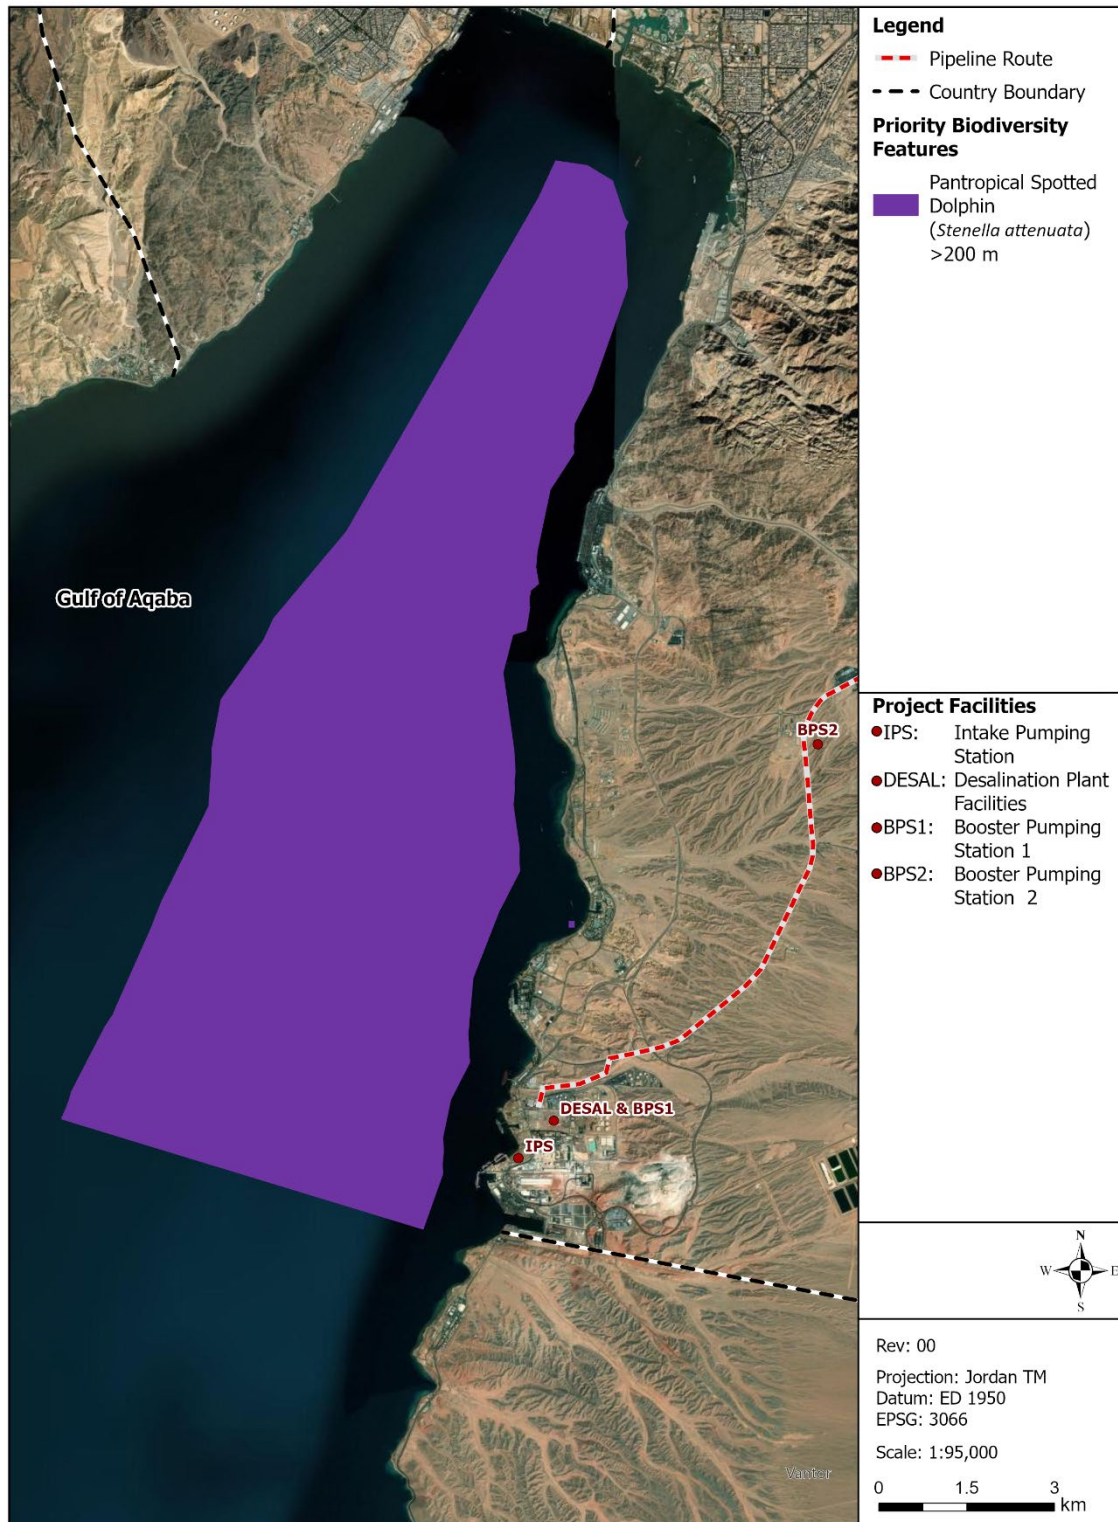 Legend
Pipeline Route
Country Boundary
Priority Biodiversity
Features
Pantropical Spotted
Dolphin
(Stenella attenuata)
>200 m
Gulf of Aqaba
BPS2
DESAL & BPS1
IPS
Project Facilities
IPS: Intake Pumping
Station
DESAL: Desalination Plant
Facilities
BPS1: Booster Pumping
Station 1
BPS2: Booster Pumping
Station 2
N
W E
S
Rev: 00
Projection: Jordan TM
Datum: ED 1950
EPSG: 3066
Scale: 1:95,000
0 1.5 3
km
Vantor